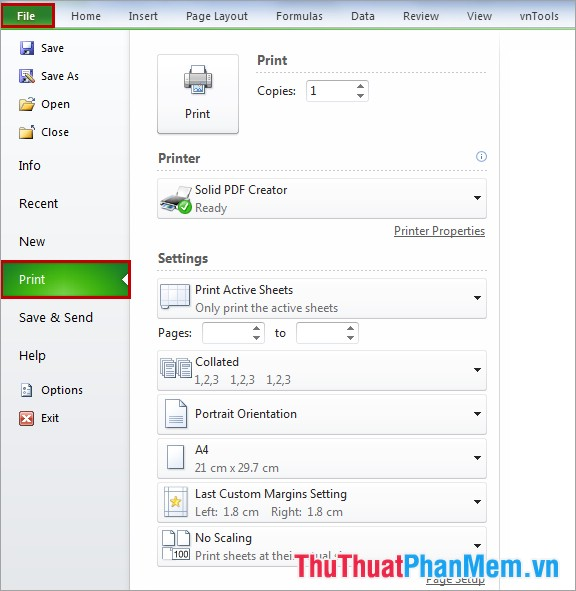 File Home Insert Page Layout Formulas Data Review View vnTools
Save
Save As
Open
Close
Info
Recent
New
Print
Save & Send
Help
Options
Exit
Print
Print
Copies: 1
Printer
Solid PDF Creator
Ready
Printer Properties
Settings
Print Active Sheets
Only print the active sheets
Pages: to
Collated
1,2,3 1,2,3 1,2,3
Portrait Orientation
A4
21 cm x 29.7 cm
Last Custom Margins Setting
Left: 1.8 cm Right: 1.8 cm
No Scaling
100
Print sheets at
ThuThuatPhanMem.vn
Page Setup